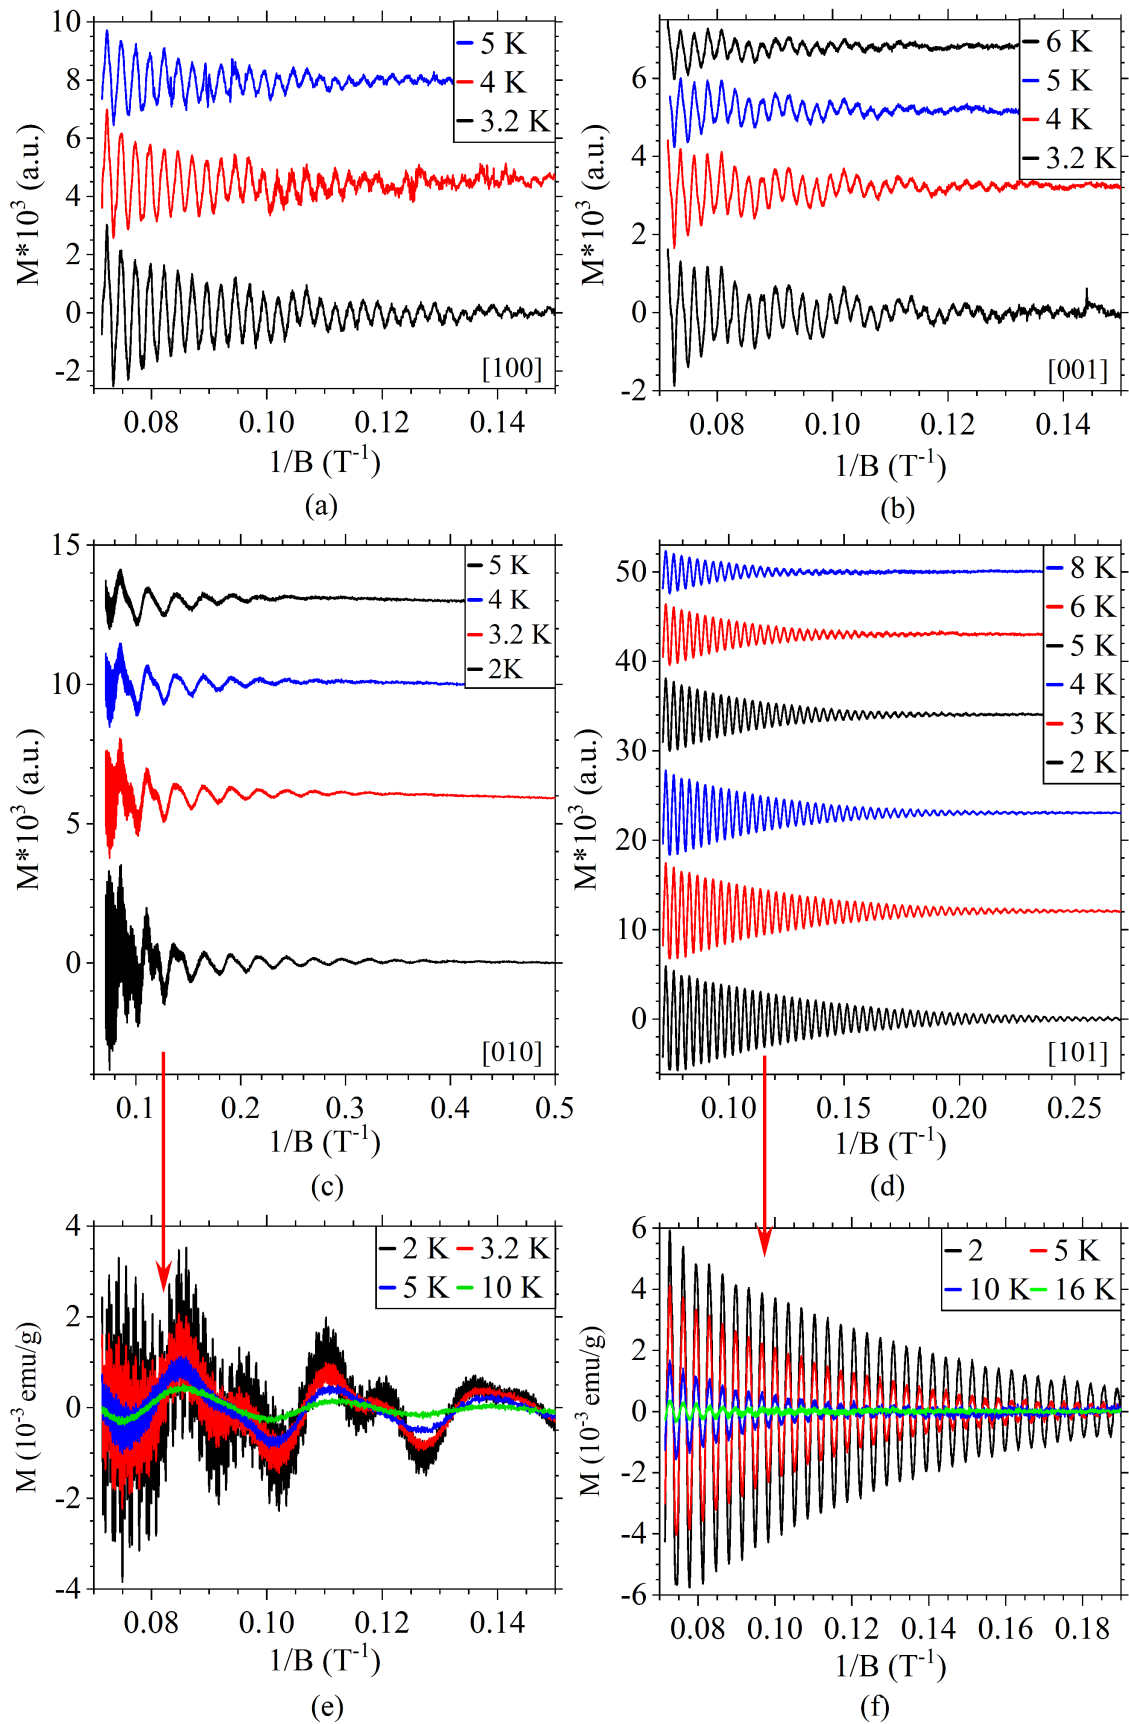 10
8
6
4
2
0
-2
M*10³ (a.u.)
5 K
4 K
3.2 K
[100]
0.08 0.10 0.12 0.14
1/B (T⁻¹)
(a)
6
4
2
0
-2
M*10³ (a.u.)
6 K
5 K
4 K
3.2 K
[001]
0.08 0.10 0.12 0.14
1/B (T⁻¹)
(b)
15
10
5
0
M*10³ (a.u.)
5 K
4 K
3.2 K
2K
[010]
0.1 0.2 0.3 0.4 0.5
1/B (T⁻¹)
(c)
50
40
30
20
10
0
M*10³ (a.u.)
8 K
6 K
5 K
4 K
3 K
2 K
[101]
0.10 0.15 0.20 0.25
1/B (T⁻¹)
(d)
4
2
0
-2
-4
M (10⁻³ emu/g)
2 K 3.2 K
5 K 10 K
0.08 0.10 0.12 0.14
1/B (T⁻¹)
(e)
6
4
2
0
-2
-4
-6
M (10⁻³ emu/g)
2 5 K
10 K 16 K
0.08 0.10 0.12 0.14 0.16 0.18
1/B (T⁻¹)
(f)